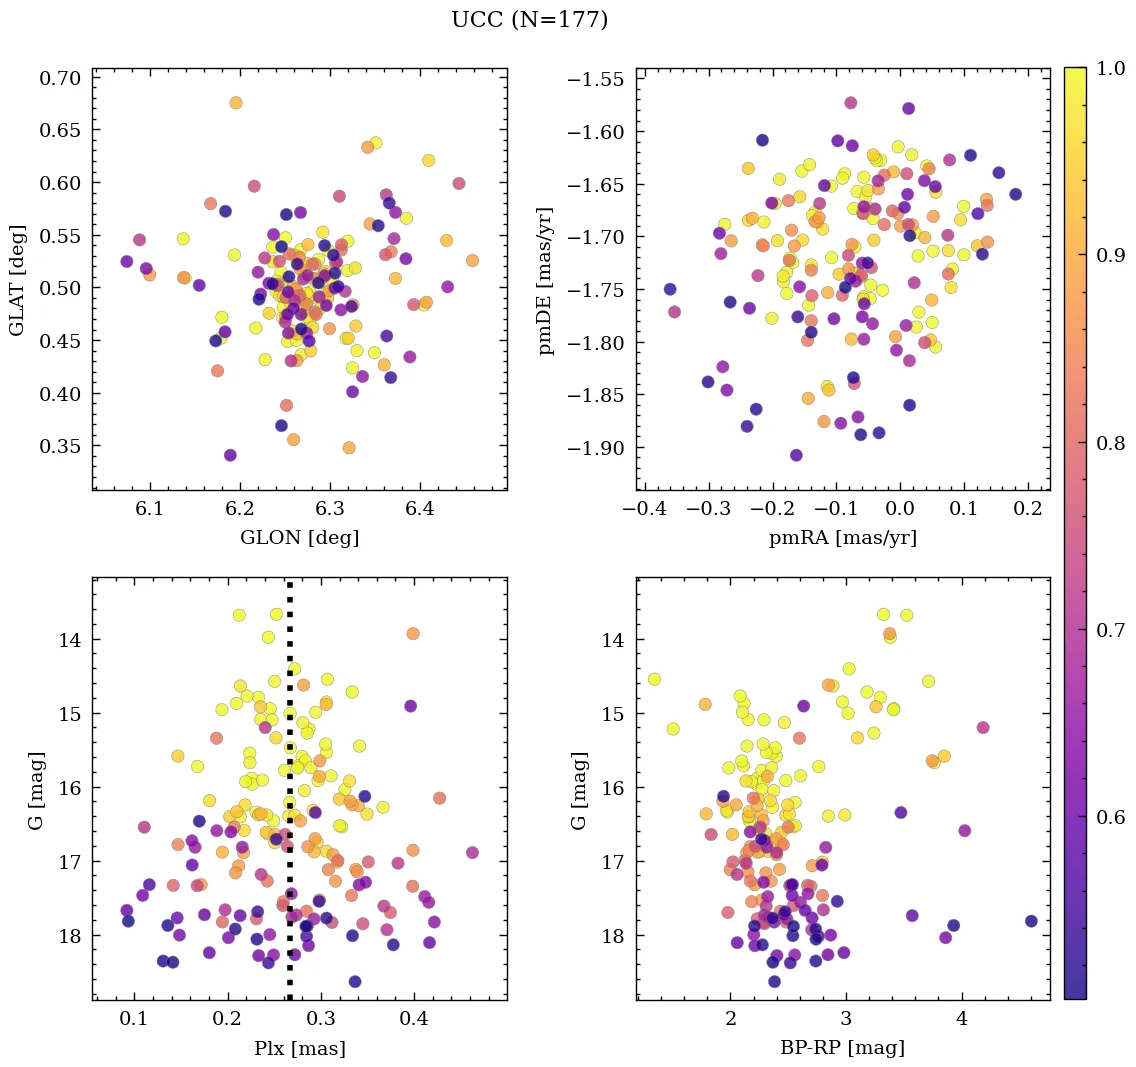 UCC (N=177)
0.70
0.65
0.60
0.55
0.50
0.45
0.40
0.35
GLAT [deg]
6.1 6.2 6.3 6.4
GLON [deg]
−1.55
−1.60
−1.65
−1.70
−1.75
−1.80
−1.85
−1.90
pmDE [mas/yr]
−0.4 −0.3 −0.2 −0.1 0.0 0.1 0.2
pmRA [mas/yr]
1.0
0.9
0.8
0.7
0.6
14
15
16
17
18
G [mag]
0.1 0.2 0.3 0.4
Plx [mas]
14
15
16
17
18
G [mag]
2 3 4
BP-RP [mag]